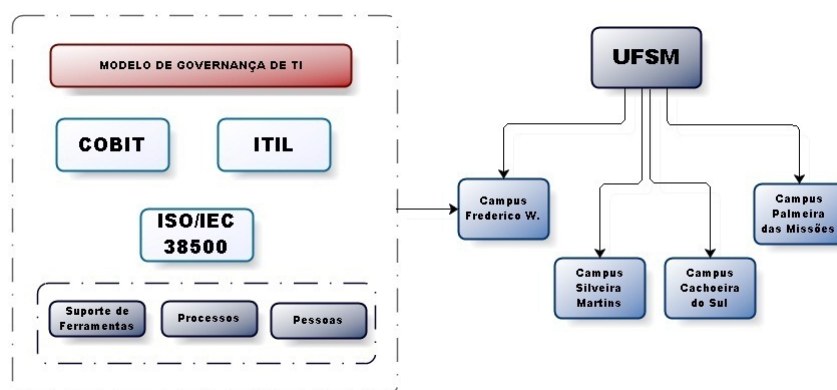 MODELO DE GOVERNANÇA DE TI
COBIT
ITIL
ISO/IEC
38500
Suporte de
Ferramentas
Processos
Pessoas
UFSM
Campus
Frederico W.
Campus
Silveira
Martins
Campus
Cachoeira
do Sul
Campus
Palmeira
das Missões